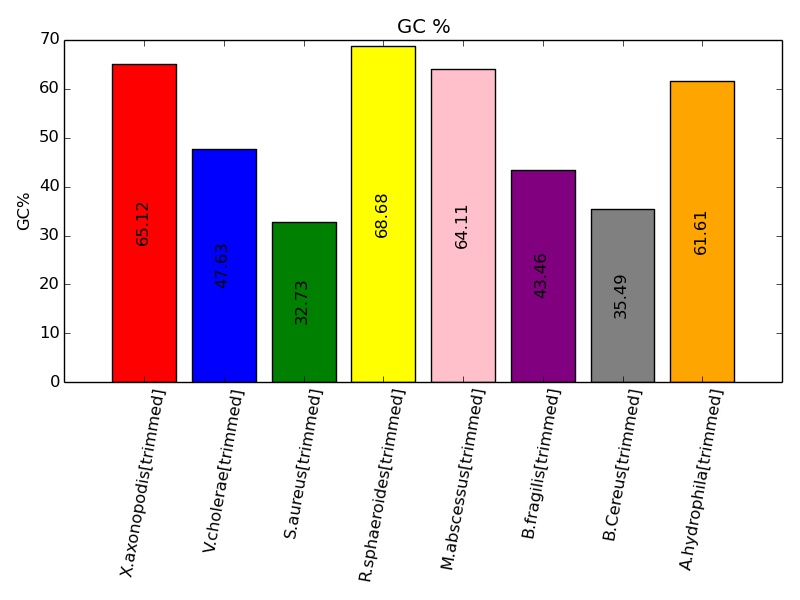 GC %
70
60
50
40
30
20
10
0
GC%
65.12
47.63
32.73
68.68
64.11
43.46
35.49
61.61
X.axonopodis[trimmed]
V.cholerae[trimmed]
S.aureus[trimmed]
R.sphaeroides[trimmed]
M.abscessus[trimmed]
B.fragilis[trimmed]
B.Cereus[trimmed]
A.hydrophila[trimmed]